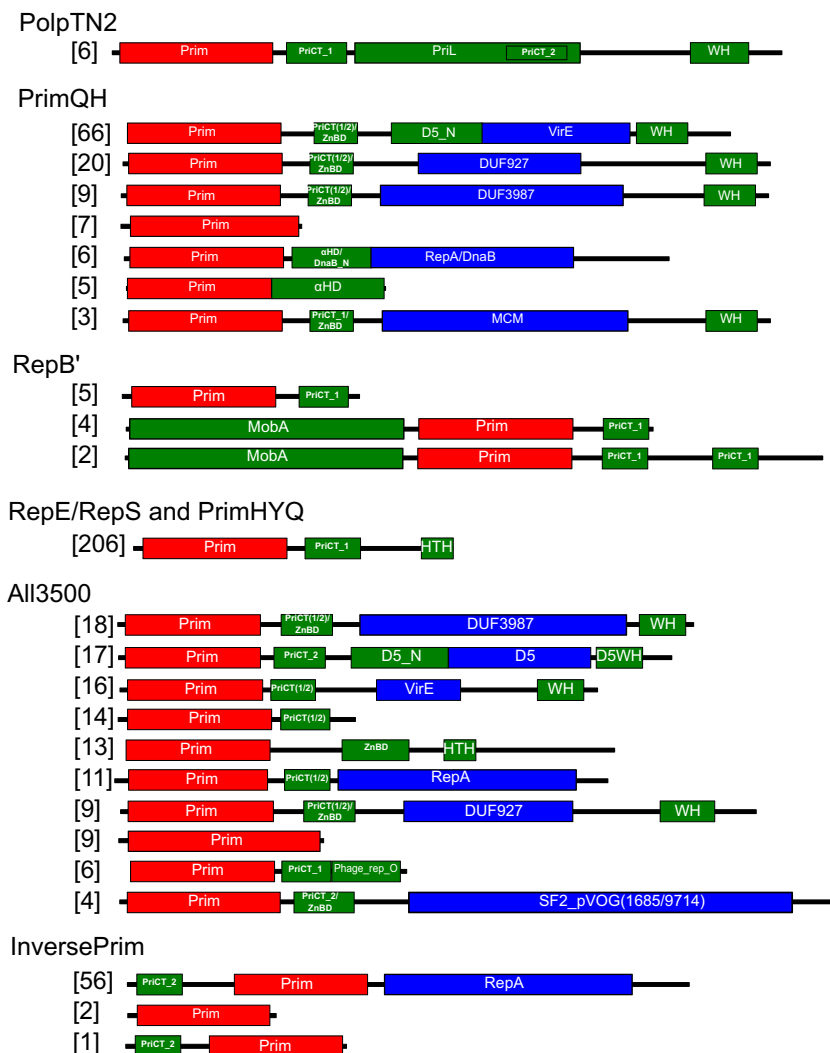 PolpTN2
[6] Prim PriCT_1 PriL PriCT_2 WH
PrimQH
[66] Prim PriCT(1/2)/ ZnBD D5_N VirE WH
[20] Prim PriCT(1/2)/ ZnBD DUF927 WH
[9] Prim PriCT(1/2)/ ZnBD DUF3987 WH
[7] Prim
[6] Prim αHD/ DnaB_N RepA/DnaB
[5] Prim αHD
[3] Prim PriCT_1/ ZnBD MCM WH
RepB'
[5] Prim PriCT_1
[4] MobA Prim PriCT_1
[2] MobA Prim PriCT_1 PriCT_1
RepE/RepS and PrimHYQ
[206] Prim PriCT_1 HTH
All3500
[18] Prim PriCT(1/2)/ ZnBD DUF3987 WH
[17] Prim PriCT_2 D5_N D5 D5WH
[16] Prim PriCT(1/2) VirE WH
[14] Prim PriCT(1/2)
[13] Prim ZnBD HTH
[11] Prim PriCT(1/2) RepA
[9] Prim PriCT(1/2)/ ZnBD DUF927 WH
[9] Prim
[6] Prim PriCT_1 Phage_rep_O
[4] Prim PriCT_2/ ZnBD SF2_pVOG(1685/9714)
InversePrim
[56] PriCT_2 Prim RepA
[2] Prim
[1] PriCT_2 Prim